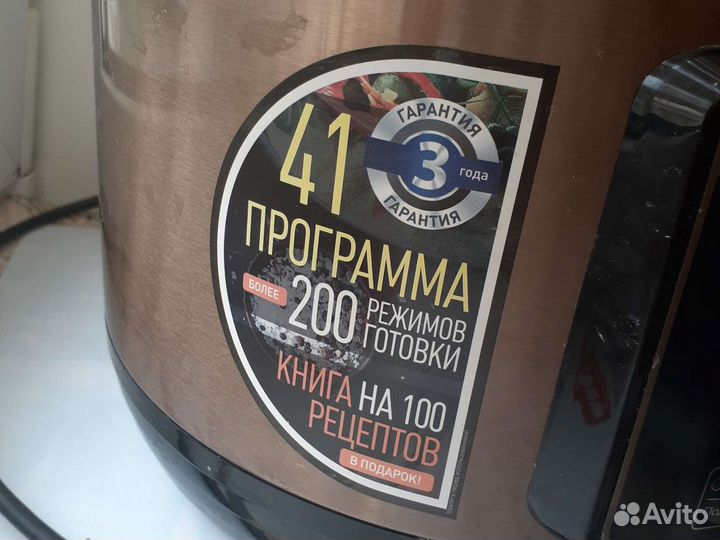 41
ПРОГРАММА
ГАРАНТИЯ
3 года
ГАРАНТИЯ
БОЛЕЕ
200 РЕЖИМОВ
ГОТОВКИ
КНИГА НА 100
РЕЦЕПТОВ
В ПОДАРОК!
Avito